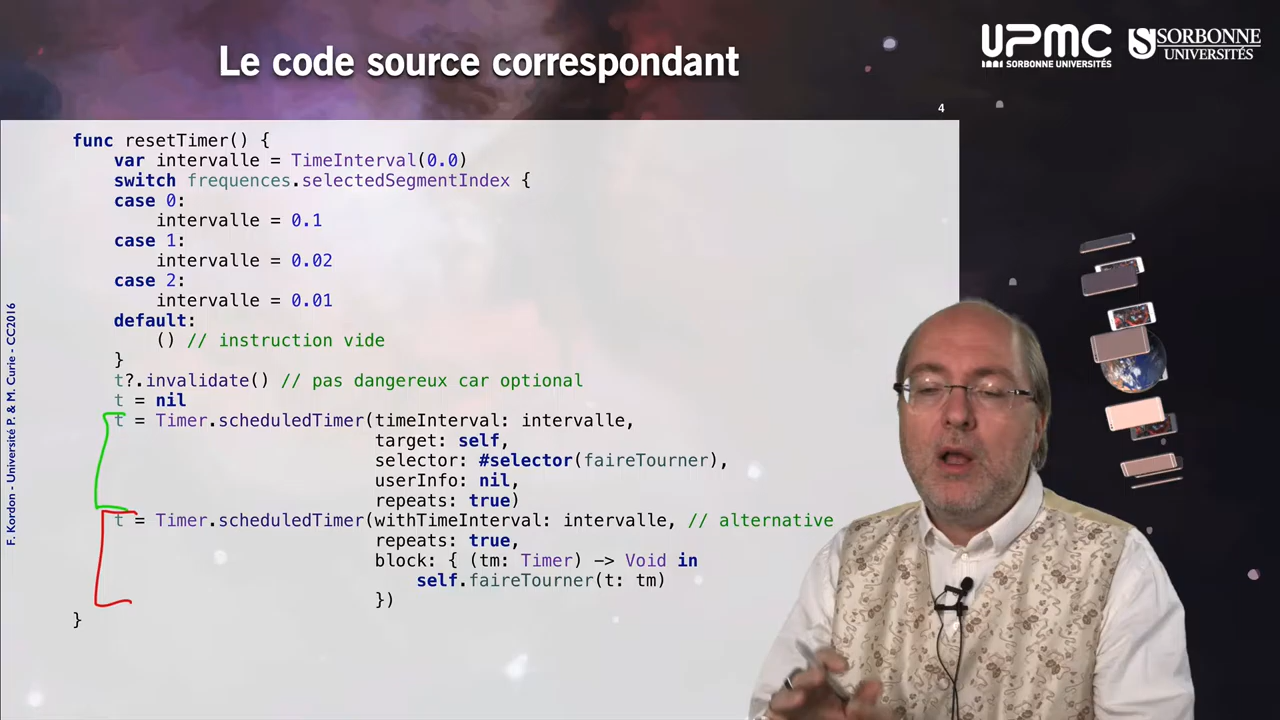 Le code source correspondant
UPMC
SORBONNE UNIVERSITÉS
SORBONNE
UNIVERSITÉS
4
func resetTimer() {
var intervalle = TimeInterval(0.0)
switch frequences.selectedSegmentIndex {
case 0:
intervalle = 0.1
case 1:
intervalle = 0.02
case 2:
intervalle = 0.01
default:
() // instruction vide
}
t?.invalidate() // pas dangereux car optional
t = nil
t = Timer.scheduledTimer(timeInterval: intervalle,
target: self,
selector: #selector(faireTourner),
userInfo: nil,
repeats: true)
t = Timer.scheduledTimer(withTimeInterval: intervalle, // alternative
repeats: true,
block: { (tm: Timer) -> Void in
self.faireTourner(t: tm)
})
}
F. Kordon - Université P. & M. Curie - CC2016